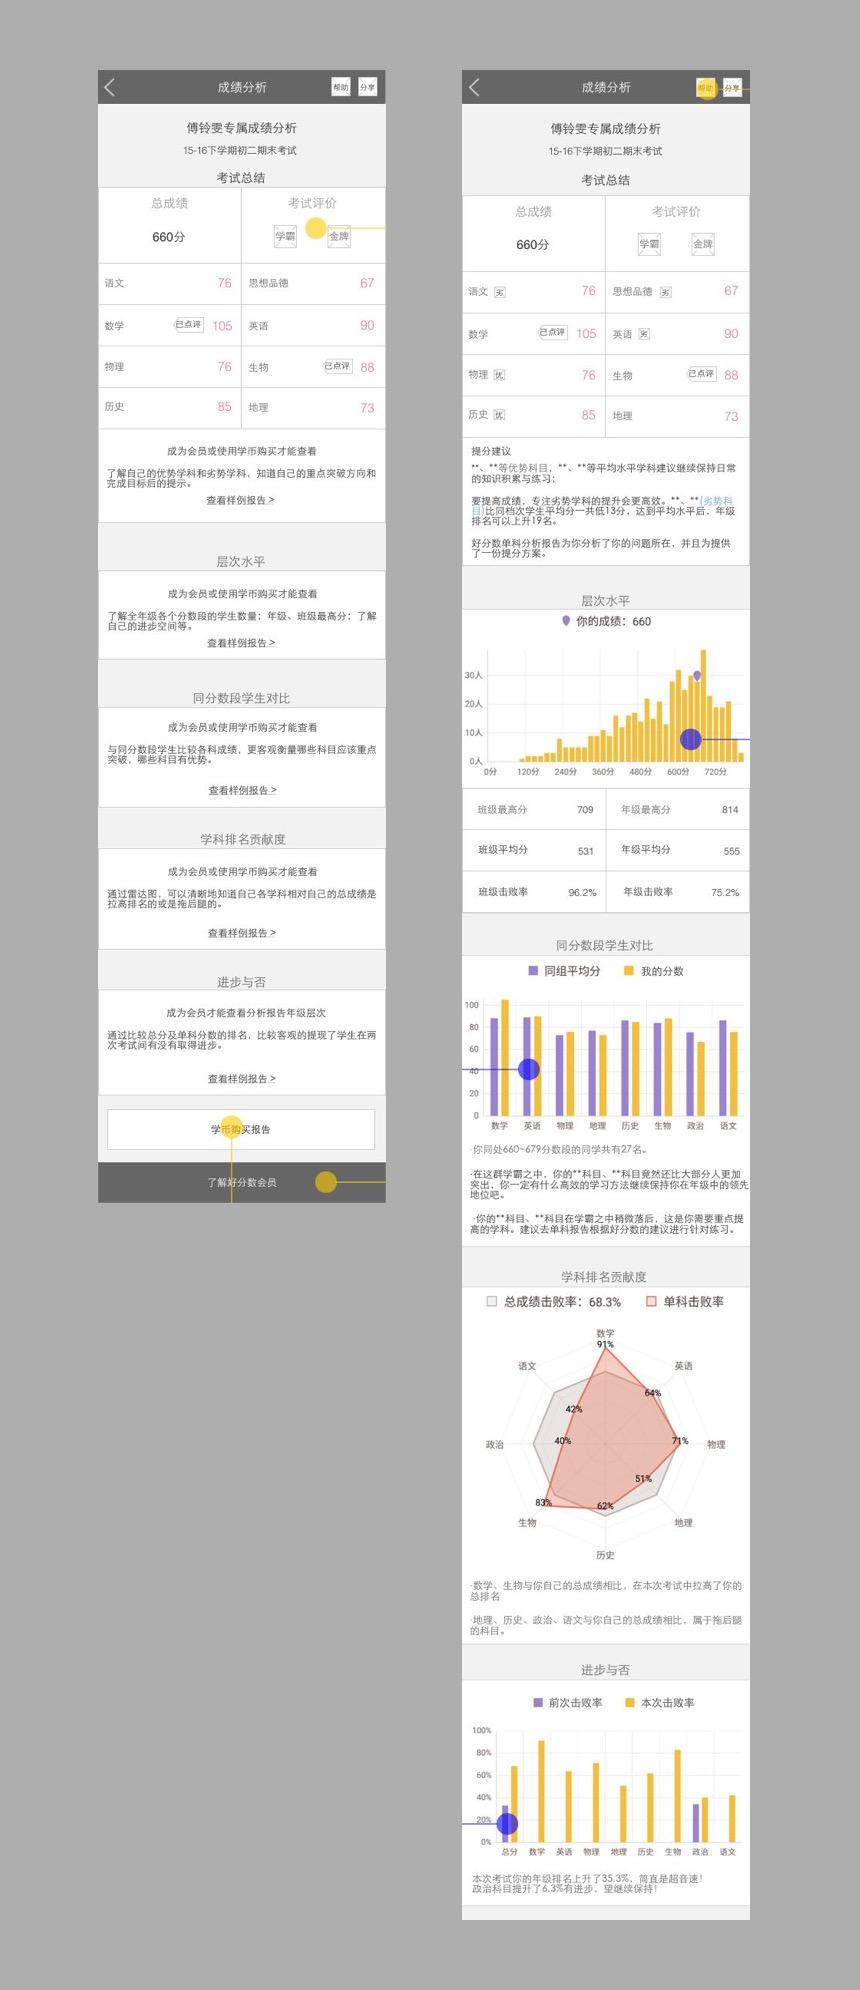 成绩分析
帮助
分享
傅铃雯专属成绩分析
15-16下学期初二期末考试
考试总结
总成绩
考试评价
660分
学霸
金牌
语文
76
思想品德
67
数学
已点评
105
英语
90
物理
76
生物
已点评
88
历史
85
地理
73
成为会员或使用学币购买才能查看
了解自己的优势学科和劣势学科，知道自己的重点突破方向和
完成目标后的提示。
查看样例报告 >
层次水平
成为会员或使用学币购买才能查看
了解全年级各个分数段的学生数量；年级、班级最高分；了解
自己的进步空间等。
查看样例报告 >
同分数段学生对比
成为会员或使用学币购买才能查看
与同分数段学生比较各科成绩，更客观衡量哪些科目应该重点
突破，哪些科目有优势。
查看样例报告 >
学科排名贡献度
成为会员或使用学币购买才能查看
通过雷达图，可以清晰地知道自己各学科相对自己的总成绩是
拉高排名的或是拖后腿的。
查看样例报告 >
进步与否
成为会员才能查看分析报告年级层次
通过比较总分及单科分数的排名，比较客观的提现了学生在两
次考试间有没有取得进步。
查看样例报告 >
学币购买报告
了解好分数会员
成绩分析
帮助
分享
傅铃雯专属成绩分析
15-16下学期初二期末考试
考试总结
总成绩
考试评价
660分
学霸
金牌
语文
劣
76
思想品德
劣
67
数学
已点评
105
英语
劣
90
物理
优
76
生物
已点评
88
历史
优
85
地理
73
提分建议
**、**等优势科目，**、**等平均水平学科建议继续保持日常
的知识积累与练习；
要提高成绩，专注劣势学科的提升会更高效。**、**(劣势科
目)比同档次学生平均分一共低13分，达到平均水平后，年级
排名可以上升19名。
好分数单科分析报告为你分析了你的问题所在，并且为提供
了一份提分方案。
层次水平
你的成绩：660
30人
20人
10人
0人
0分
120分
240分
360分
480分
600分
720分
班级最高分
709
年级最高分
814
班级平均分
531
年级平均分
555
班级击败率
96.2%
年级击败率
75.2%
同分数段学生对比
同组平均分
我的分数
100
80
60
40
20
0
数学
英语
物理
地理
历史
生物
政治
语文
·你同处660~679分数段的同学共有27名。
·在这群学霸之中，你的**科目、**科目竟然还比大部分人更加
突出，你一定有什么高效的学习方法继续保持你在年级中的领先
地位吧。
·你的**科目、**科目在学霸之中稍微落后，这是你需要重点提
高的学科。建议去单科报告根据好分数的建议进行针对练习。
学科排名贡献度
总成绩击败率：68.3%
单科击败率
数学
91%
语文
英语
64%
42%
政治
40%
71%
物理
51%
83%
62%
生物
地理
历史
·数学、生物与你自己的总成绩相比，在本次考试中拉高了你的
总排名
·地理、历史、政治、语文与你自己的总成绩相比，属于拖后腿
的科目。
进步与否
前次击败率
本次击败率
100%
80%
60%
40%
20%
0%
总分
数学
英语
物理
地理
历史
生物
政治
语文
本次考试你的年级排名上升了35.3%，简直是超音速！
政治科目提升了6.3%有进步，望继续保持！